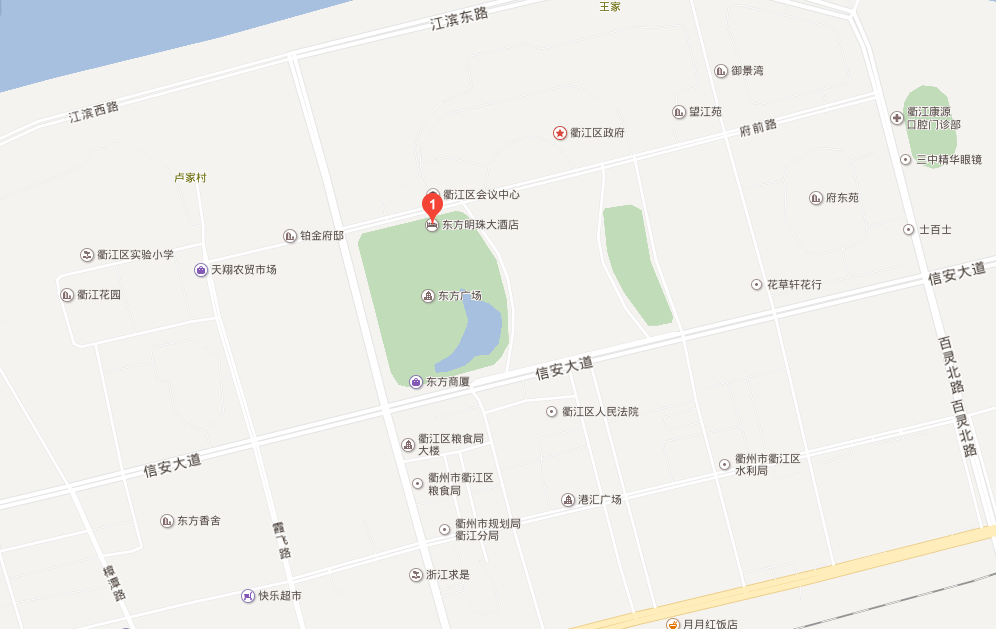 王家
江滨东路
御景湾
江滨西路
望江苑
衢江康源
口腔门诊部
府前路
衢江区政府
三中精华眼镜
卢家村
衢江区会议中心
府东苑
1
东方明珠大酒店
士百士
铂金府邸
衢江区实验小学
天翔农贸市场
信安大道
花草轩花行
衢江花园
东方广场
百灵北路
信安大道
东方商厦
百灵北路
衢江区人民法院
衢江区粮食局
大楼
信安大道
衢州市衢江区
水利局
衢州市衢江区
粮食局
港汇广场
东方香舍
衢州市规划局
衢江分局
霞飞路
浙江求是
樟潭路
快乐超市
月月红饭店